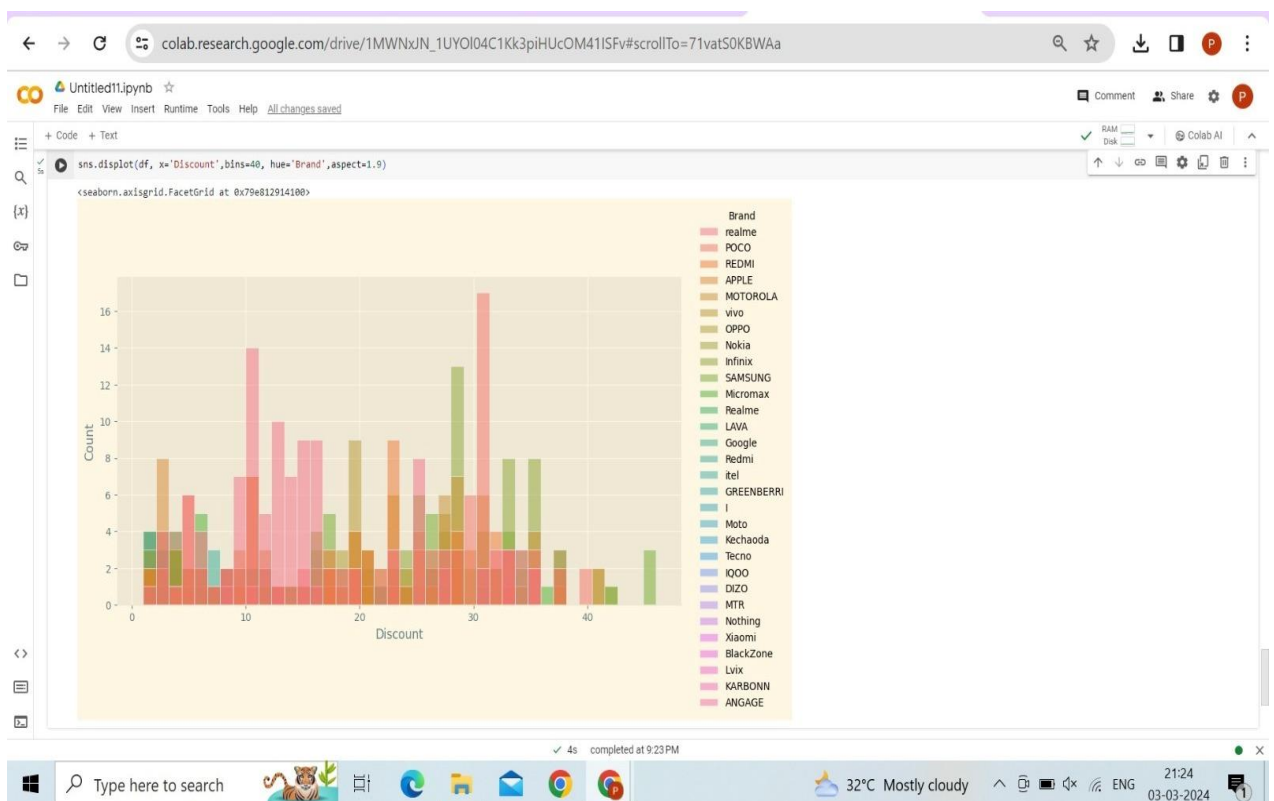 colab.research.google.com/drive/1MWNxJN_1UYOl04C1Kk3piHUcOM41ISFv#scrollTo=71vatS0KBWAa
P
CO
Untitled11.ipynb
File Edit View Insert Runtime Tools Help All changes saved
Comment Share P
+ Code + Text
RAM
Disk
Colab AI
5s
sns.displot(df, x='Discount',bins=40, hue='Brand',aspect=1.9)
<seaborn.axisgrid.FacetGrid at 0x79e812914100>
{x}
Brand
realme
POCO
REDMI
APPLE
MOTOROLA
vivo
OPPO
Nokia
Infinix
SAMSUNG
Micromax
Realme
LAVA
Google
Redmi
itel
GREENBERRI
I
Moto
Kechaoda
Tecno
IQOO
DIZO
MTR
Nothing
Xiaomi
BlackZone
Lvix
KARBONN
ANGAGE
16
14
12
10
8
6
4
2
0
Count
0 10 20 30 40
Discount
4s completed at 9:23 PM
Type here to search
32°C Mostly cloudy
ENG
21:24
03-03-2024
1